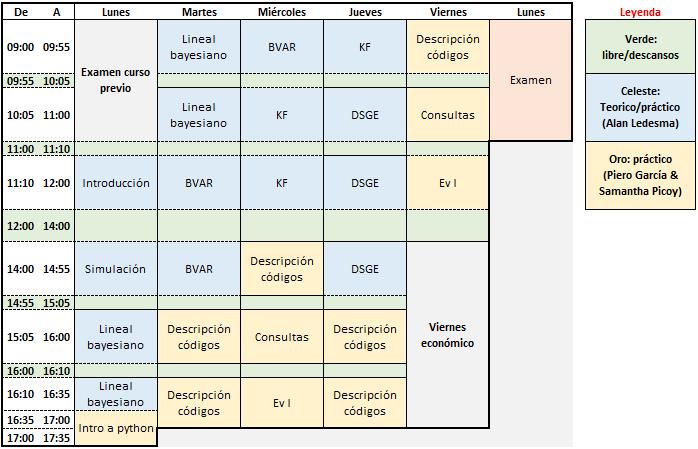 De A Lunes Martes Miércoles Jueves Viernes Lunes Leyenda
09:00 09:55 Examen curso previo Lineal bayesiano BVAR KF Descripción códigos Examen Verde: libre/descansos
09:55 10:05
10:05 11:00 Lineal bayesiano KF DSGE Consultas Celeste: Teorico/práctico (Alan Ledesma)
11:00 11:10
11:10 12:00 Introducción BVAR KF DSGE Ev I Oro: práctico (Piero García & Samantha Picoy)
12:00 14:00
14:00 14:55 Simulación BVAR Descripción códigos DSGE Viernes económico
14:55 15:05
15:05 16:00 Lineal bayesiano Descripción códigos Consultas Descripción códigos
16:00 16:10
16:10 16:35 Lineal bayesiano Descripción códigos Ev I Descripción códigos
16:35 17:00 Intro a python
17:00 17:35